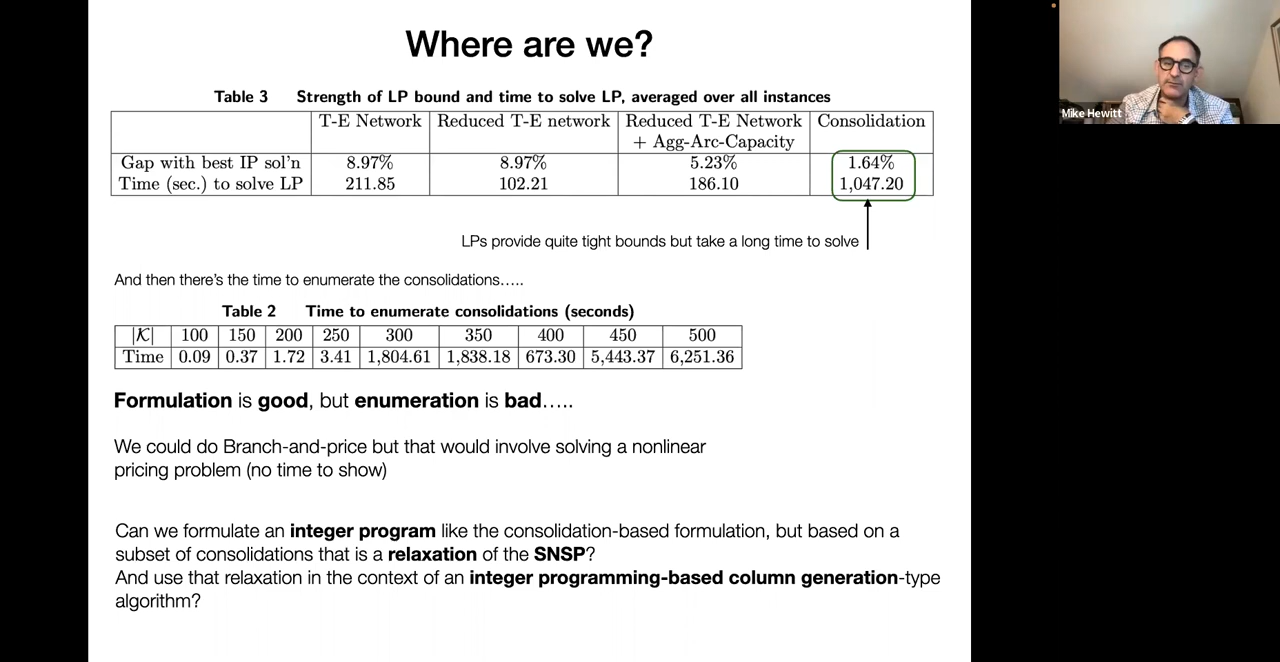 Where are we?
Mike Hewitt
Table 3 Strength of LP bound and time to solve LP, averaged over all instances
T-E Network Reduced T-E network Reduced T-E Network Consolidation
+ Agg-Arc-Capacity
Gap with best IP sol'n 8.97% 8.97% 5.23% 1.64%
Time (sec.) to solve LP 211.85 102.21 186.10 1,047.20
LPs provide quite tight bounds but take a long time to solve
And then there's the time to enumerate the consolidations…..
Table 2 Time to enumerate consolidations (seconds)
|𝒦| 100 150 200 250 300 350 400 450 500
Time 0.09 0.37 1.72 3.41 1,804.61 1,838.18 673.30 5,443.37 6,251.36
Formulation is good, but enumeration is bad…..
We could do Branch-and-price but that would involve solving a nonlinear
pricing problem (no time to show)
Can we formulate an integer program like the consolidation-based formulation, but based on a
subset of consolidations that is a relaxation of the SNSP?
And use that relaxation in the context of an integer programming-based column generation-type
algorithm?